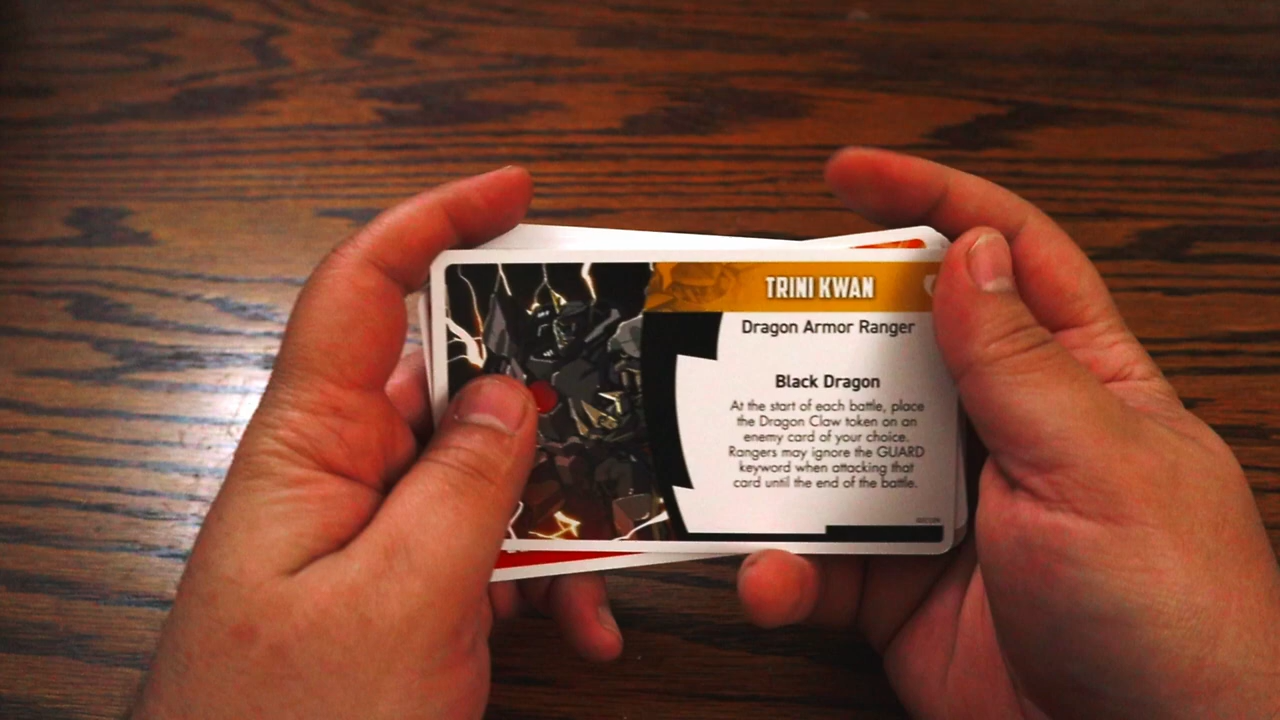 TRINI KWAN
Dragon Armor Ranger
Black Dragon
At the start of each battle, place
the Dragon Claw token on an
enemy card of your choice.
Rangers may ignore the GUARD
keyword when attacking that
card until the end of the battle.